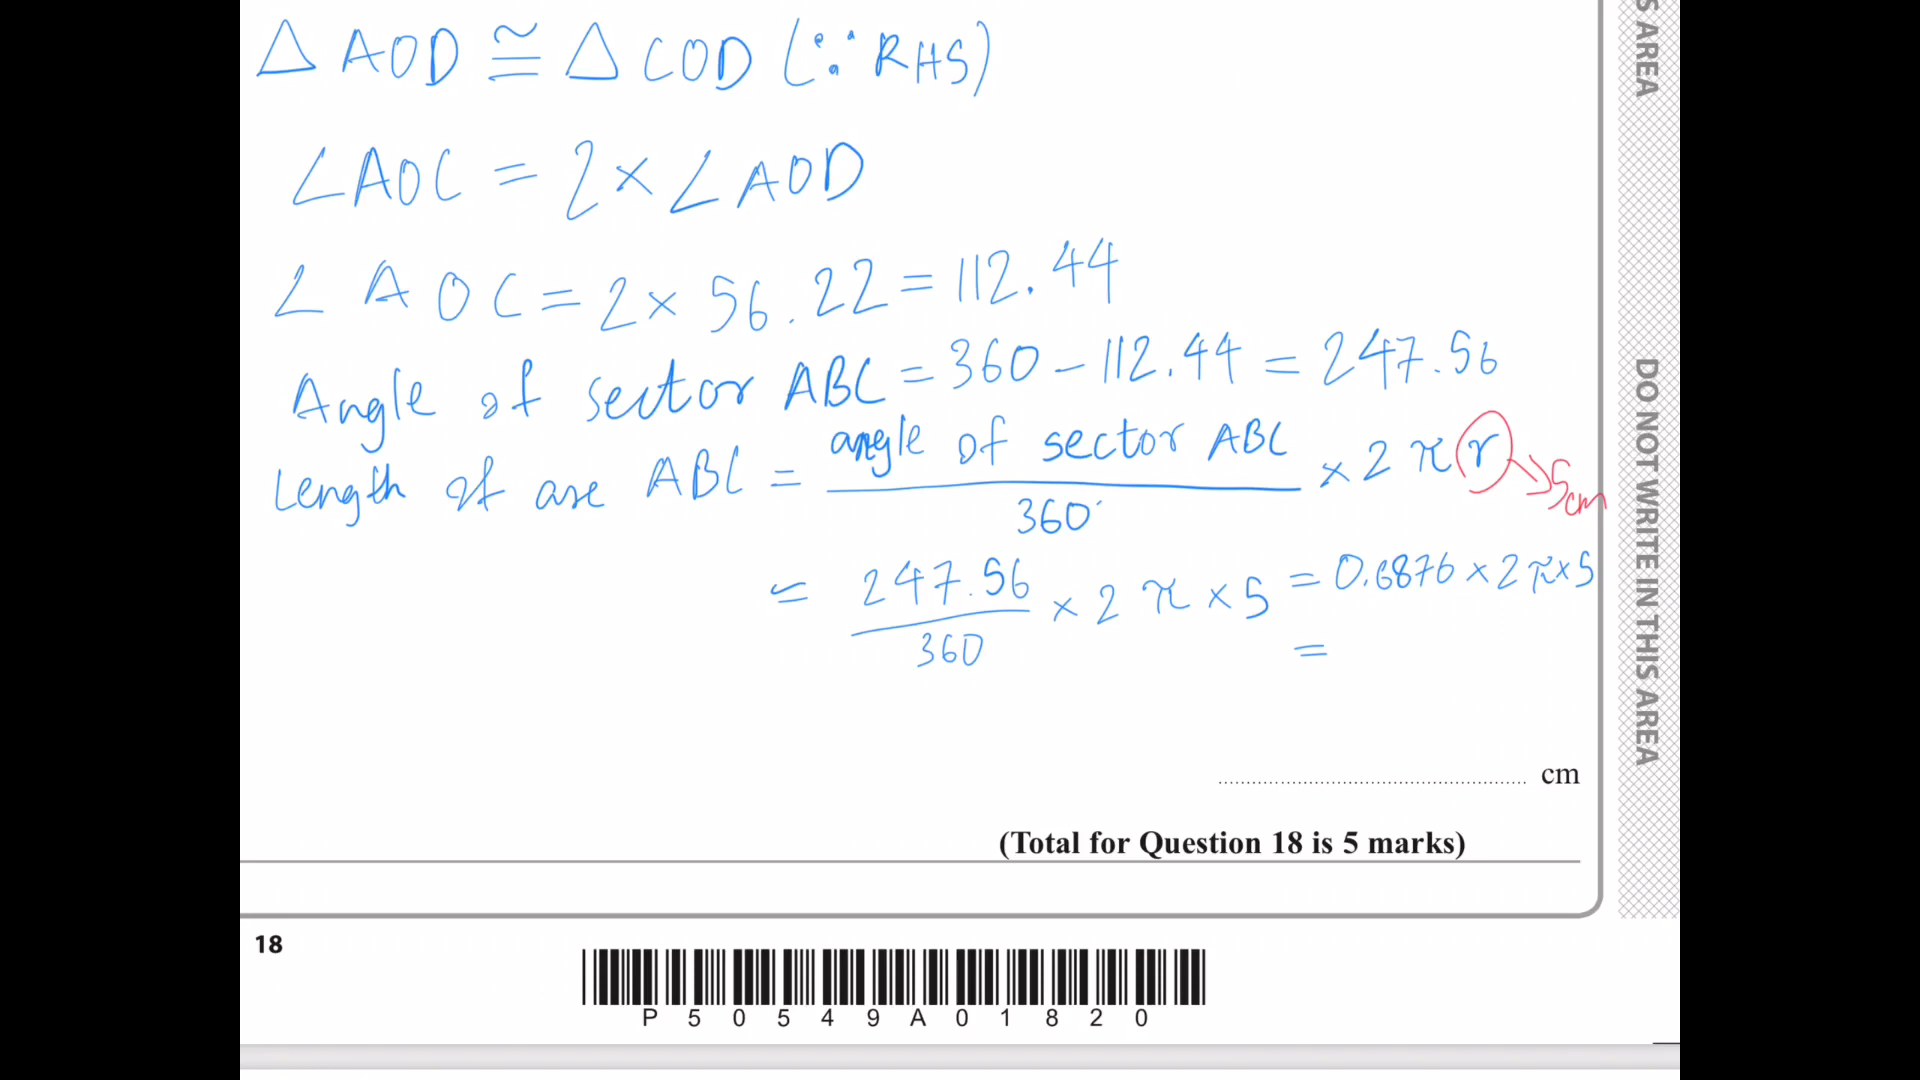 △ AOD ≅ △ COD (∵ RHS)
∠AOC = 2 × ∠AOD
∠ AOC = 2 × 56.22 = 112.44
Angle of sector ABC = 360 - 112.44 = 247.56
Length of arc ABC = angle of sector ABC / 360 × 2 π r → 5cm
= 247.56 / 360 × 2 π × 5 = 0.6876 × 2 π × 5
=
cm
(Total for Question 18 is 5 marks)
18
P 5 0 5 4 9 A 0 1 8 2 0
S AREA
DO NOT WRITE IN THIS AREA